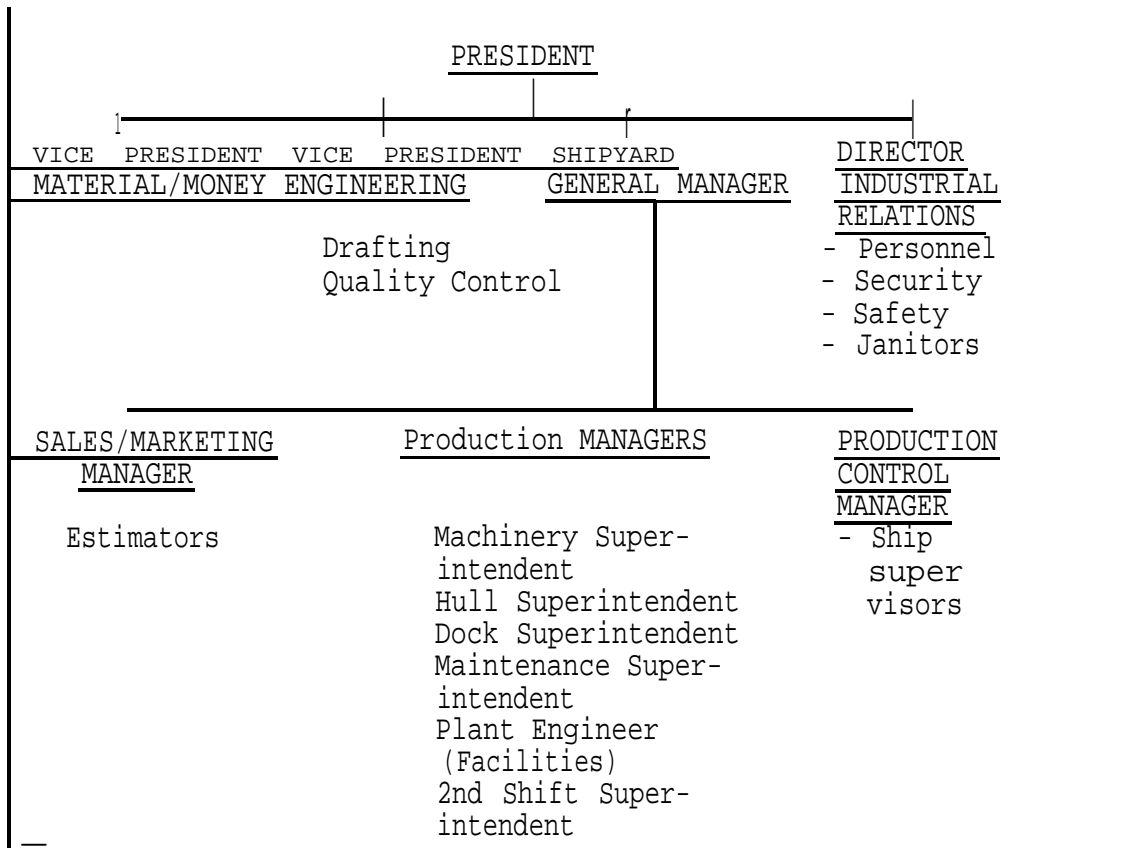 PRESIDENT
VICE PRESIDENT VICE PRESIDENT SHIPYARD
MATERIAL/MONEY ENGINEERING GENERAL MANAGER
DIRECTOR
INDUSTRIAL
RELATIONS
Drafting
Quality Control
- Personnel
- Security
- Safety
- Janitors
SALES/MARKETING
MANAGER
Estimators
Production MANAGERS
Machinery Super-
intendent
Hull Superintendent
Dock Superintendent
Maintenance Super-
intendent
Plant Engineer
(Facilities)
2nd Shift Super-
intendent
PRODUCTION
CONTROL
MANAGER
- Ship
super
visors